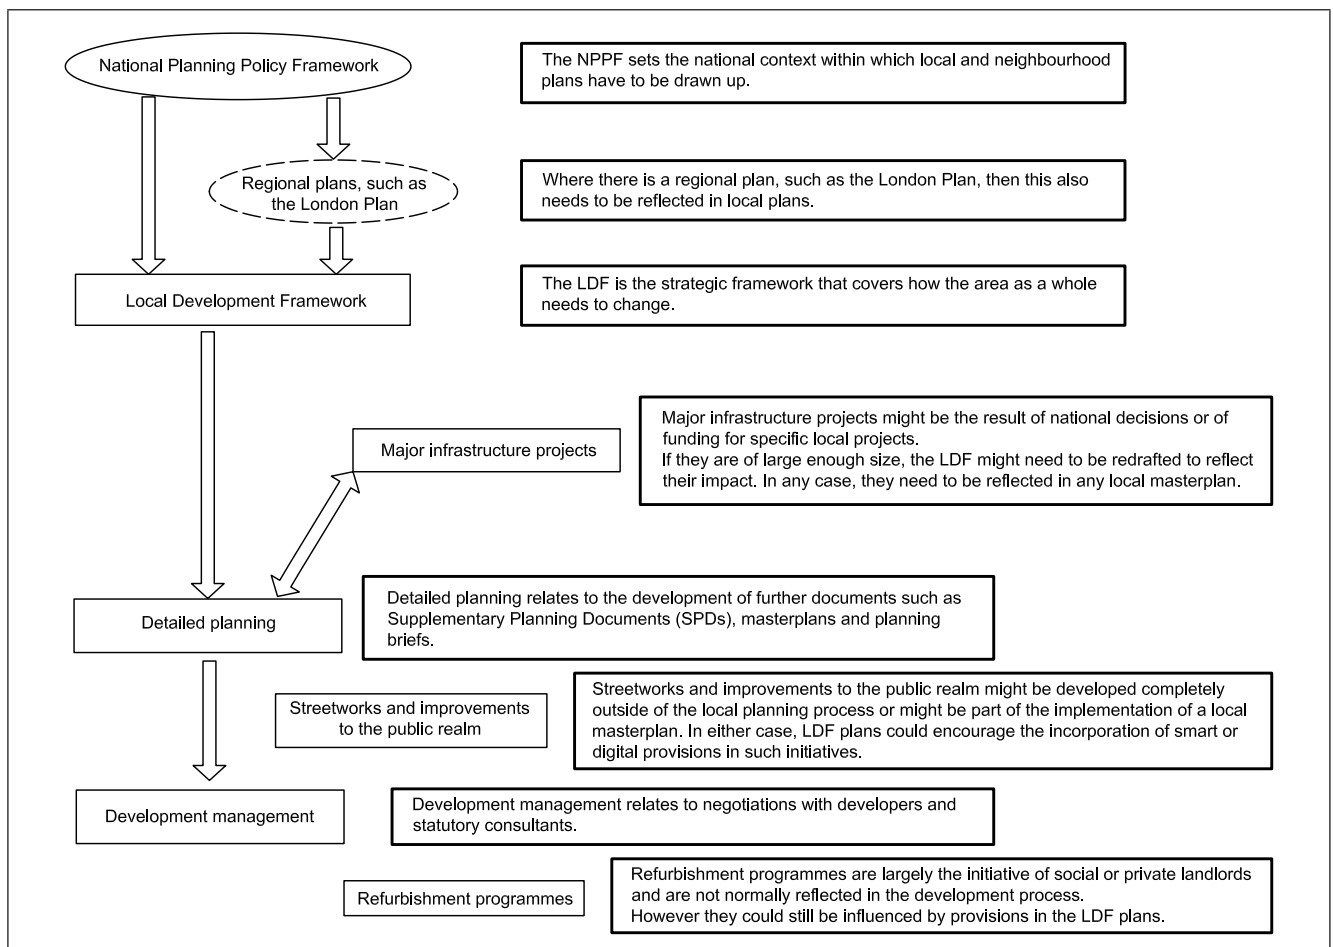 National Planning Policy Framework
The NPPF sets the national context within which local and neighbourhood
plans have to be drawn up.
Regional plans, such as
the London Plan
Where there is a regional plan, such as the London Plan, then this also
needs to be reflected in local plans.
Local Development Framework
The LDF is the strategic framework that covers how the area as a whole
needs to change.
Major infrastructure projects
Major infrastructure projects might be the result of national decisions or of
funding for specific local projects.
If they are of large enough size, the LDF might need to be redrafted to reflect
their impact. In any case, they need to be reflected in any local masterplan.
Detailed planning
Detailed planning relates to the development of further documents such as
Supplementary Planning Documents (SPDs), masterplans and planning
briefs.
Streetworks and improvements
to the public realm
Streetworks and improvements to the public realm might be developed completely
outside of the local planning process or might be part of the implementation of a local
masterplan. In either case, LDF plans could encourage the incorporation of smart or
digital provisions in such initiatives.
Development management
Development management relates to negotiations with developers and
statutory consultants.
Refurbishment programmes
Refurbishment programmes are largely the initiative of social or private landlords
and are not normally reflected in the development process.
However they could still be influenced by provisions in the LDF plans.